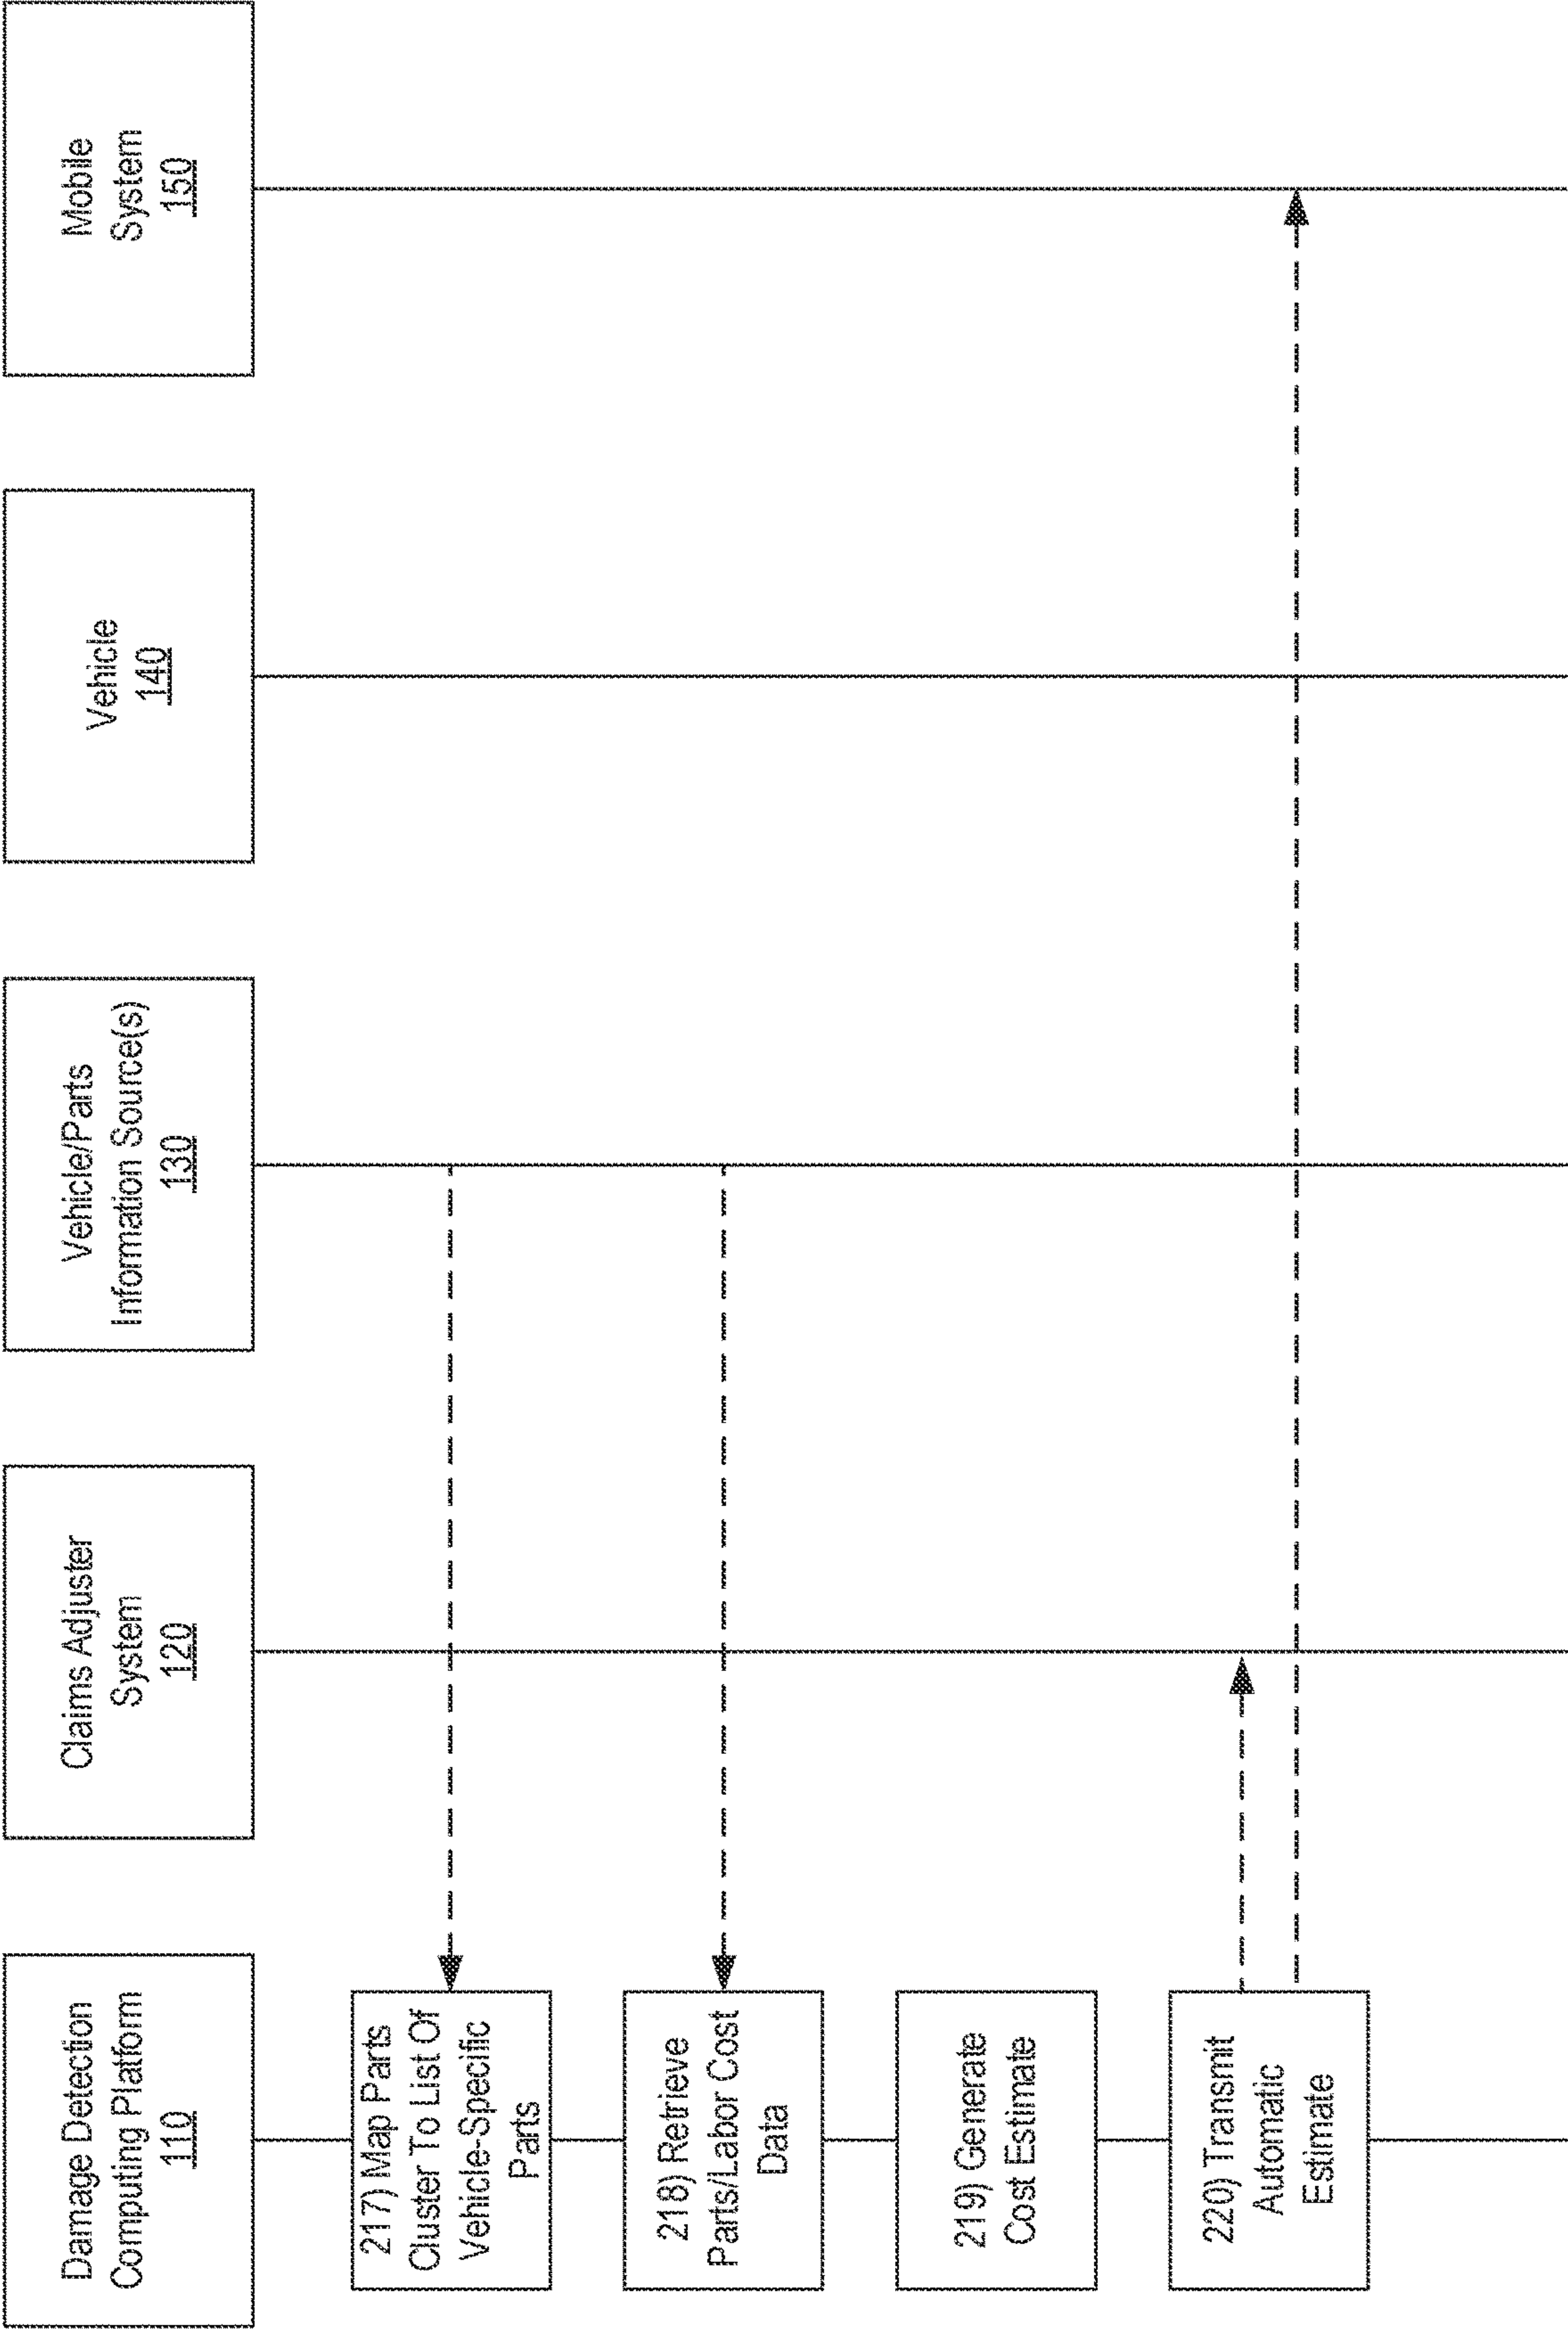 Damage Detection
Computing Platform
110
Claims Adjuster
System
120
Vehicle/Parts
Information Source(s)
130
Vehicle
140
Mobile
System
150
217) Map Parts
Cluster To List Of
Vehicle-Specific
Parts
218) Retrieve
Parts/Labor Cost
Data
219) Generate
Cost Estimate
220) Transmit
Automatic
Estimate